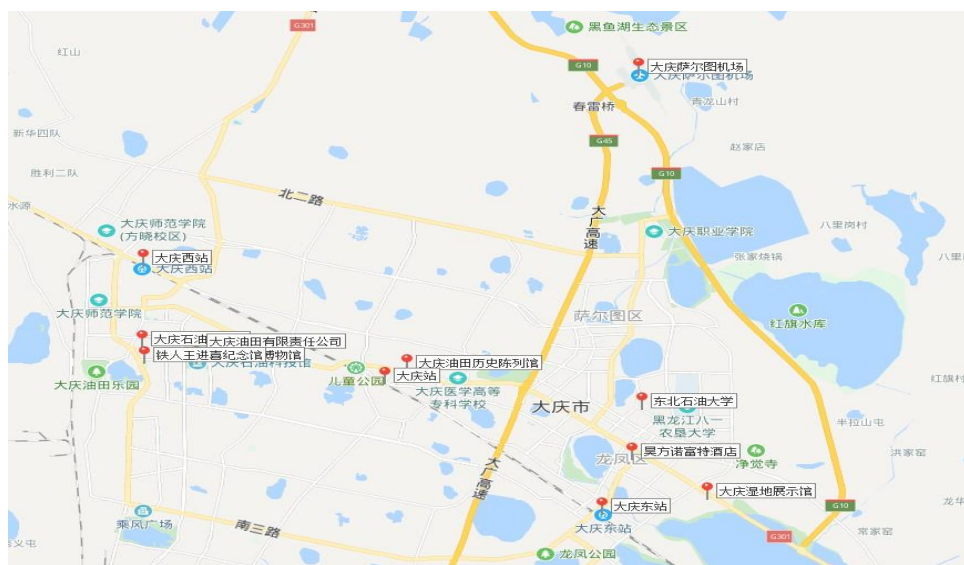 黑鱼湖生态景区
G301
红山
大庆萨尔图机场
G10
大庆萨尔图机场
青龙山村
春雷桥
新华四队
G45
赵家店
胜利二队
G10
北二路
水源
大庆师范学院
(方晓校区)
大广高速
大庆职业学院
八里岗村
大庆西站
大庆西站
张家烧锅
八里
大庆师范学院
萨尔图区
红旗水库
大庆石油
大庆油田有限责任公司
铁人王进喜纪念馆博物馆
大庆石油科技馆
大庆油田历史陈列馆
儿童公园
大庆站
大庆油田乐园
大庆医学高等
专科学校
红旗村
大庆市
东北石油大学
黑龙江八一
农垦大学
半拉山屯
昊方诺富特酒店
龙凤区
净觉寺
洪家窑
大广高速
大庆湿地展示馆
大庆东站
G10
龙华
乘风广场
南三路
大庆东站
G301
常家窑
义屯
龙凤公园